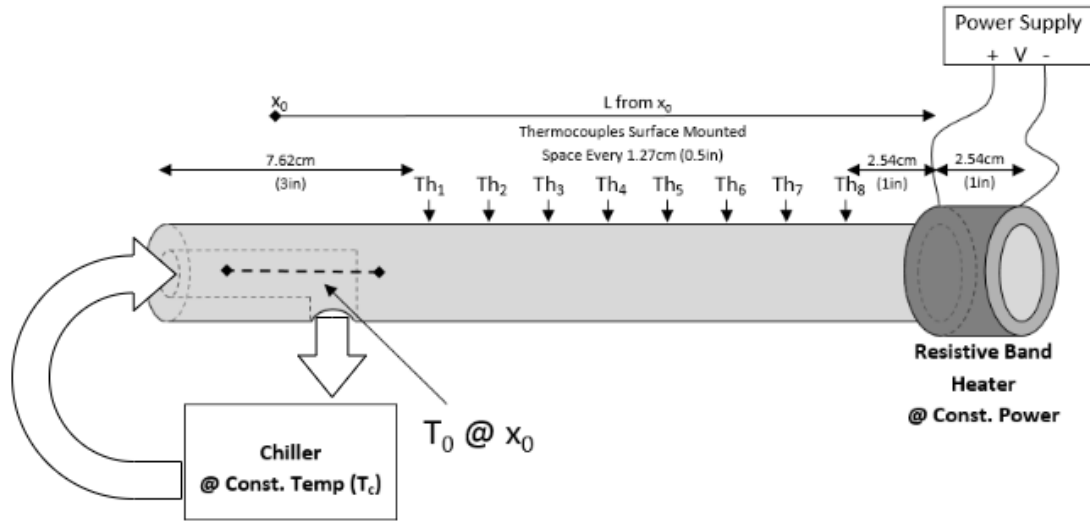 Power Supply
+ V -
x₀
L from x₀
Thermocouples Surface Mounted
Space Every 1.27cm (0.5in)
7.62cm
(3in)
2.54cm
(1in)
2.54cm
(1in)
Th₁ Th₂ Th₃ Th₄ Th₅ Th₆ Th₇ Th₈
Resistive Band
Heater
@ Const. Power
T₀ @ x₀
Chiller
@ Const. Temp (T_c)